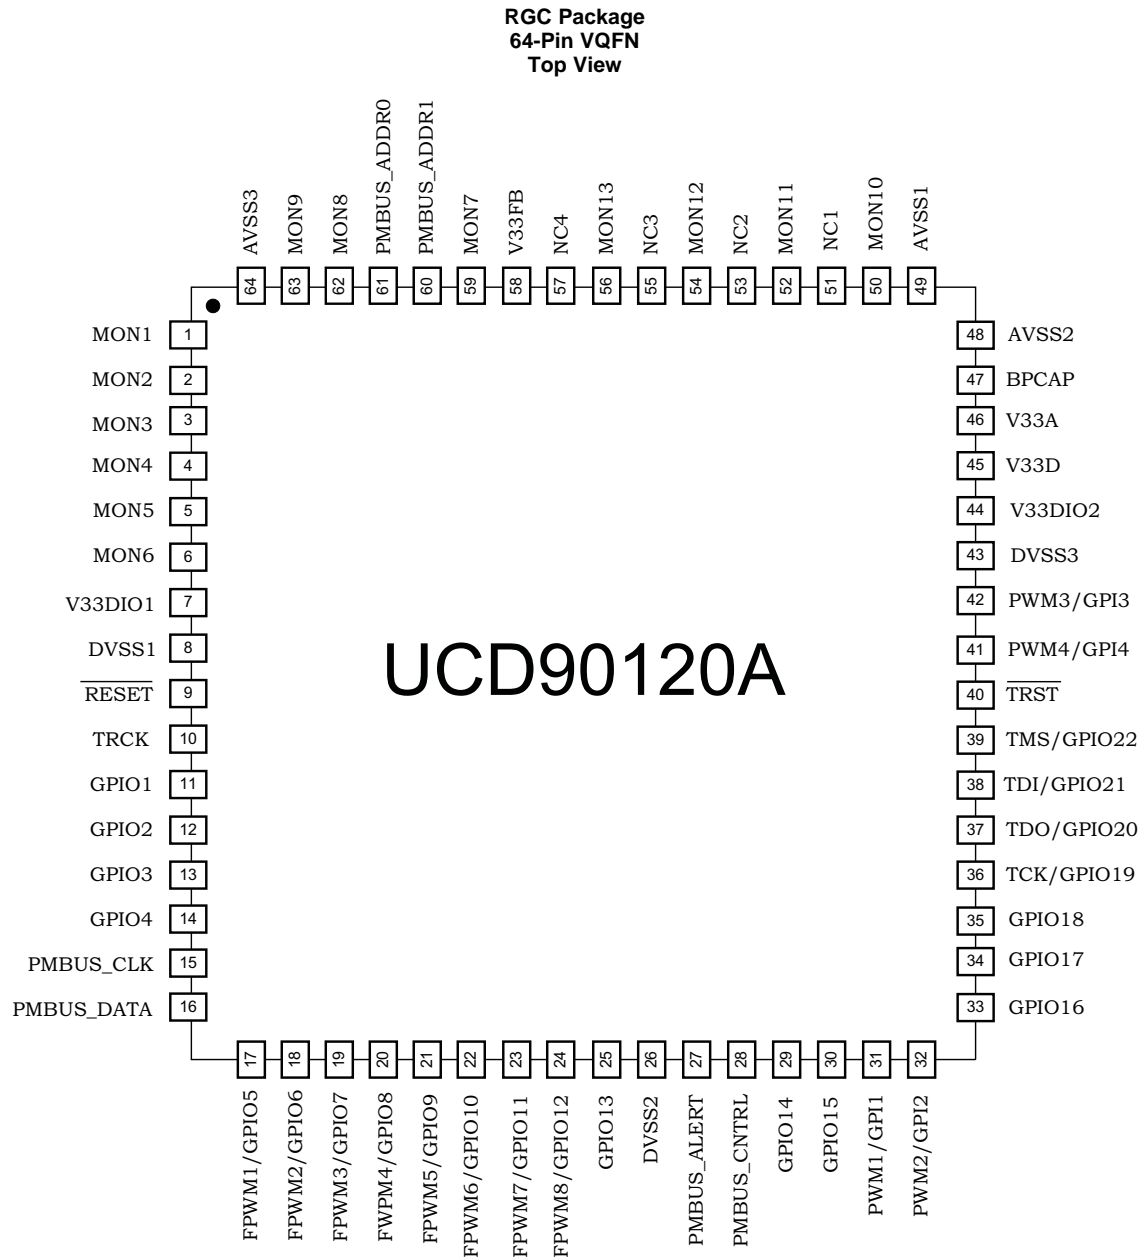 RGC Package
64-Pin VQFN
Top View
AVSS3
MON9
MON8
PMBUS_ADDR0
PMBUS_ADDR1
MON7
V33FB
NC4
MON13
NC3
MON12
NC2
MON11
NC1
MON10
AVSS1
64
63
62
61
60
59
58
57
56
55
54
53
52
51
50
49
MON1 1
MON2 2
MON3 3
MON4 4
MON5 5
MON6 6
V33DIO1 7
DVSS1 8
RESET 9
TRCK 10
GPIO1 11
GPIO2 12
GPIO3 13
GPIO4 14
PMBUS_CLK 15
PMBUS_DATA 16
UCD90120A
48 AVSS2
47 BPCAP
46 V33A
45 V33D
44 V33DIO2
43 DVSS3
42 PWM3/GPI3
41 PWM4/GPI4
40 TRST
39 TMS/GPIO22
38 TDI/GPIO21
37 TDO/GPIO20
36 TCK/GPIO19
35 GPIO18
34 GPIO17
33 GPIO16
17
18
19
20
21
22
23
24
25
26
27
28
29
30
31
32
FPWM1/GPIO5
FPWM2/GPIO6
FPWM3/GPIO7
FWPM4/GPIO8
FPWM5/GPIO9
FPWM6/GPIO10
FPWM7/GPIO11
FPWM8/GPIO12
GPIO13
DVSS2
PMBUS_ALERT
PMBUS_CNTRL
GPIO14
GPIO15
PWM1/GPI1
PWM2/GPI2